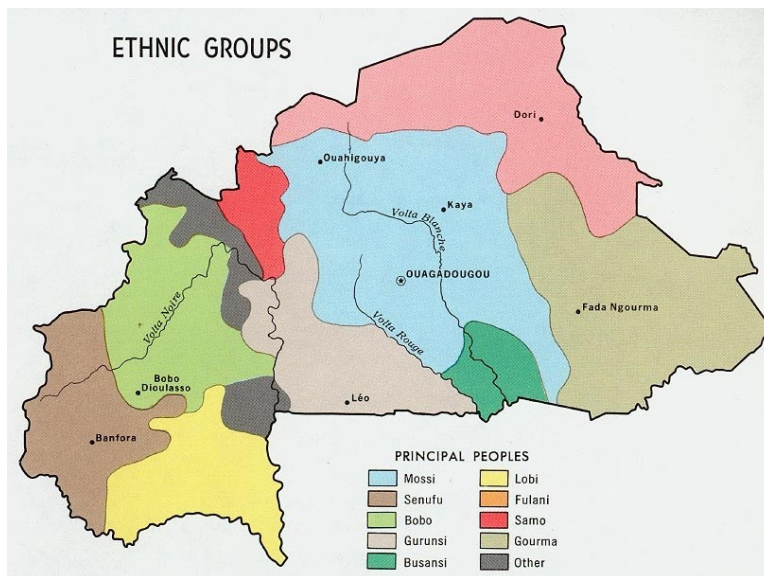 ETHNIC GROUPS
Dori
Ouahigouya
Kaya
Volta Blanche
OUAGADOUGOU
Fada Ngourma
Volta Noire
Volta Rouge
Bobo
Dioulasso
Léo
Banfora
PRINCIPAL PEOPLES
Mossi
Senufu
Bobo
Gurunsi
Busansi
Lobi
Fulani
Samo
Gourma
Other